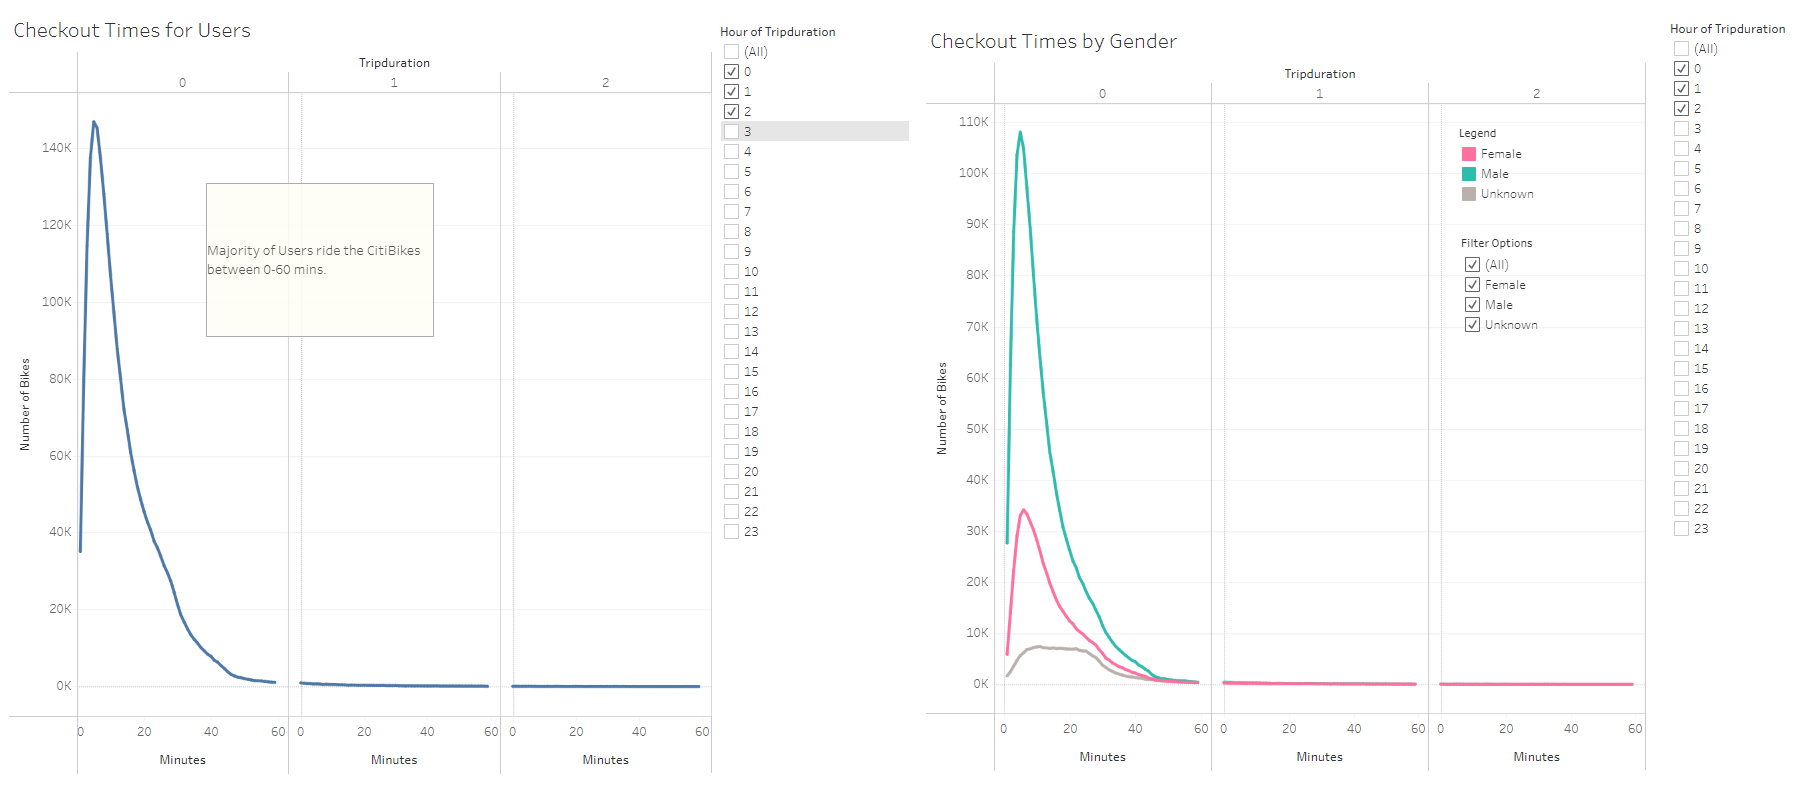 Checkout Times for Users
Tripduration
0 1 2
140K
120K
100K
80K
60K
40K
20K
0K
Number of Bikes
Majority of Users ride the CitiBikes
between 0-60 mins.
0 20 40 60 0 20 40 60 0 20 40 60
Minutes Minutes Minutes
Hour of Tripduration
(All)
0
1
2
3
4
5
6
7
8
9
10
11
12
13
14
15
16
17
18
19
20
21
22
23
Checkout Times by Gender
Tripduration
0 1 2
110K
100K
90K
80K
70K
60K
50K
40K
30K
20K
10K
0K
Number of Bikes
Legend
Female
Male
Unknown
Filter Options
(All)
Female
Male
Unknown
0 20 40 60 0 20 40 60 0 20 40 60
Minutes Minutes Minutes
Hour of Tripduration
(All)
0
1
2
3
4
5
6
7
8
9
10
11
12
13
14
15
16
17
18
19
20
21
22
23